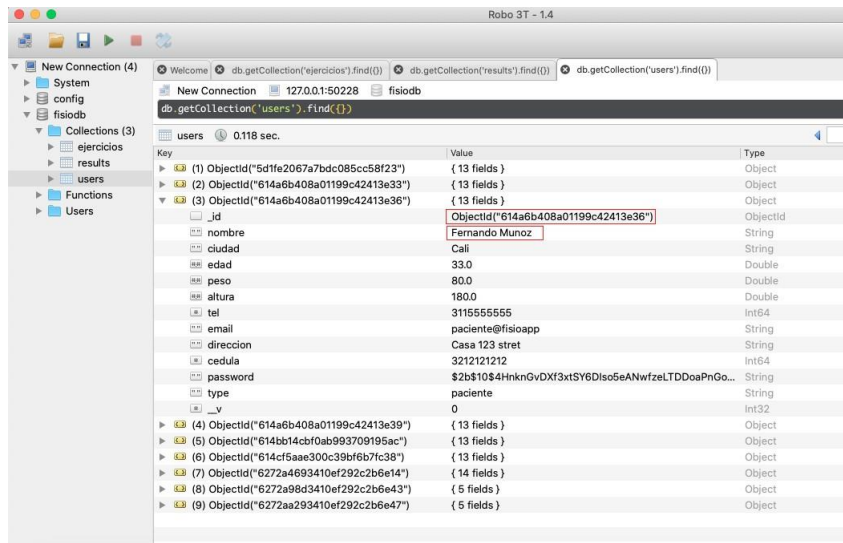 Robo 3T - 1.4
New Connection (4)
System
config
fisiodb
Collections (3)
ejercicios
results
users
Functions
Users
Welcome db.getCollection('ejercicios').find({}) db.getCollection('results').find({}) db.getCollection('users').find({})
New Connection 127.0.0.1:50228 fisiodb
db.getCollection('users').find({})
users 0.118 sec.
Key Value Type
(1) ObjectId("5d1fe2067a7bdc085cc58f23") { 13 fields } Object
(2) ObjectId("614a6b408a01199c42413e33") { 13 fields } Object
(3) ObjectId("614a6b408a01199c42413e36") { 13 fields } Object
_id ObjectId("614a6b408a01199c42413e36") ObjectId
nombre Fernando Munoz String
ciudad Cali String
edad 33.0 Double
peso 80.0 Double
altura 180.0 Double
tel 3115555555 Int64
email paciente@fisioapp String
direccion Casa 123 stret String
cedula 3212121212 Int64
password $2b$10$4HnknGvDXf3xtSY6DIso5eANwfzeLTDDoaPnGo... String
type paciente String
__v 0 Int32
(4) ObjectId("614a6b408a01199c42413e39") { 13 fields } Object
(5) ObjectId("614bb14cbf0ab993709195ac") { 13 fields } Object
(6) ObjectId("614cf5aae300c39bf6b7fc38") { 13 fields } Object
(7) ObjectId("6272a4693410ef292c2b6e14") { 14 fields } Object
(8) ObjectId("6272a98d3410ef292c2b6e43") { 5 fields } Object
(9) ObjectId("6272aa293410ef292c2b6e47") { 5 fields } Object